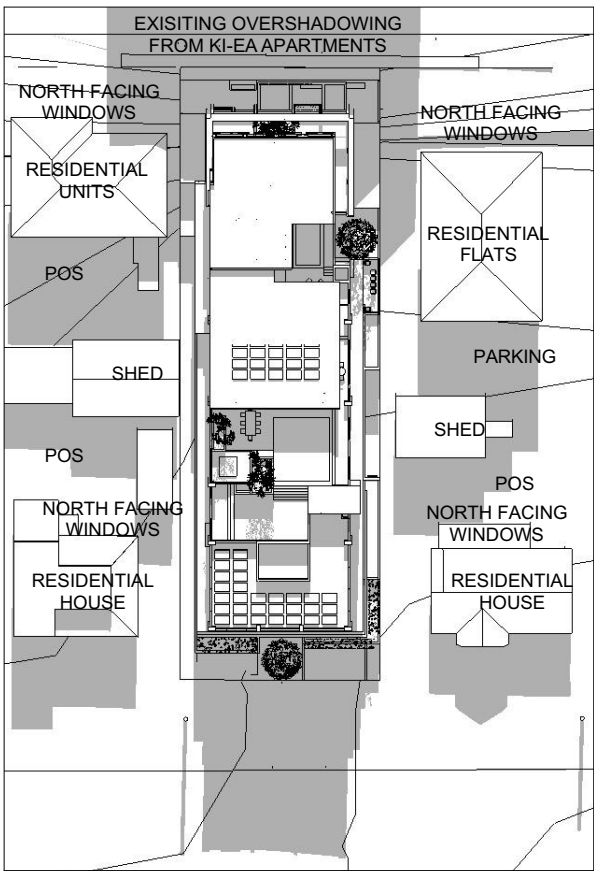 EXISITING OVERSHADOWING
FROM KI-EA APARTMENTS
NORTH FACING
WINDOWS
NORTH FACING
WINDOWS
RESIDENTIAL
UNITS
RESIDENTIAL
FLATS
POS
PARKING
SHED
SHED
POS
POS
NORTH FACING
WINDOWS
NORTH FACING
WINDOWS
RESIDENTIAL
HOUSE
RESIDENTIAL
HOUSE